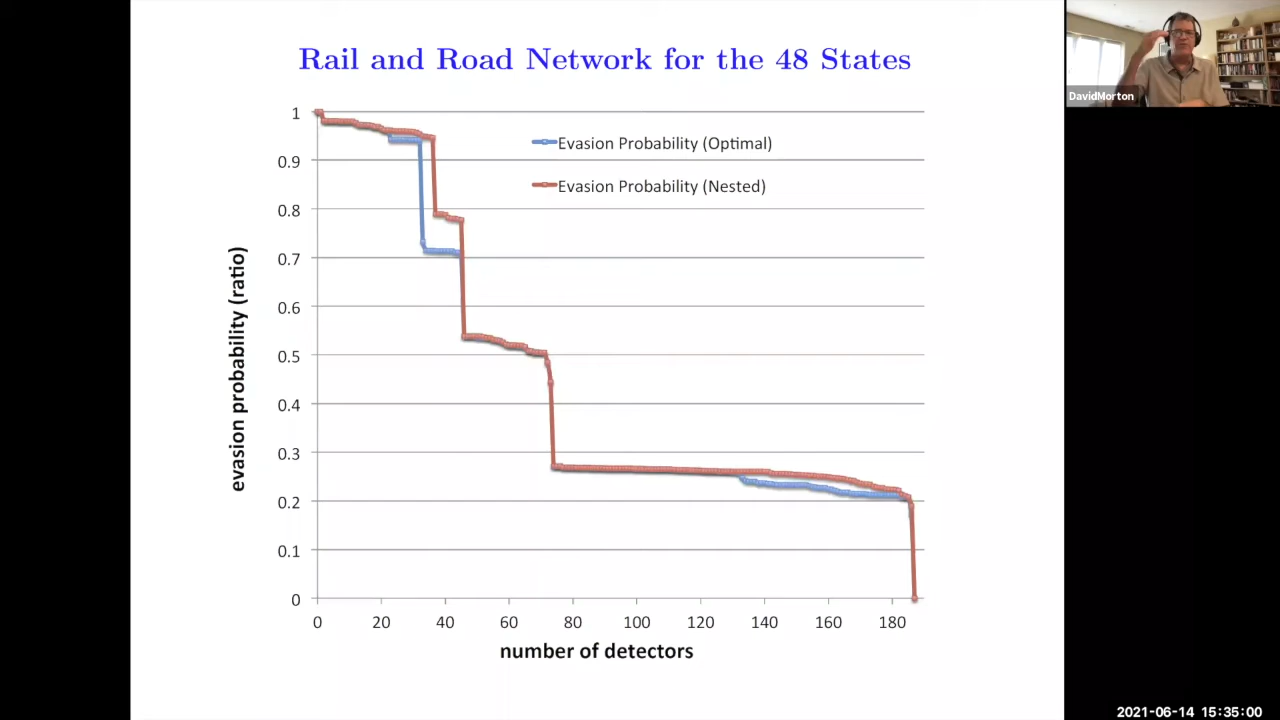 Rail and Road Network for the 48 States
DavidMorton
Evasion Probability (Optimal)
Evasion Probability (Nested)
evasion probability (ratio)
1
0.9
0.8
0.7
0.6
0.5
0.4
0.3
0.2
0.1
0
0 20 40 60 80 100 120 140 160 180
number of detectors
2021-06-14 15:35:00